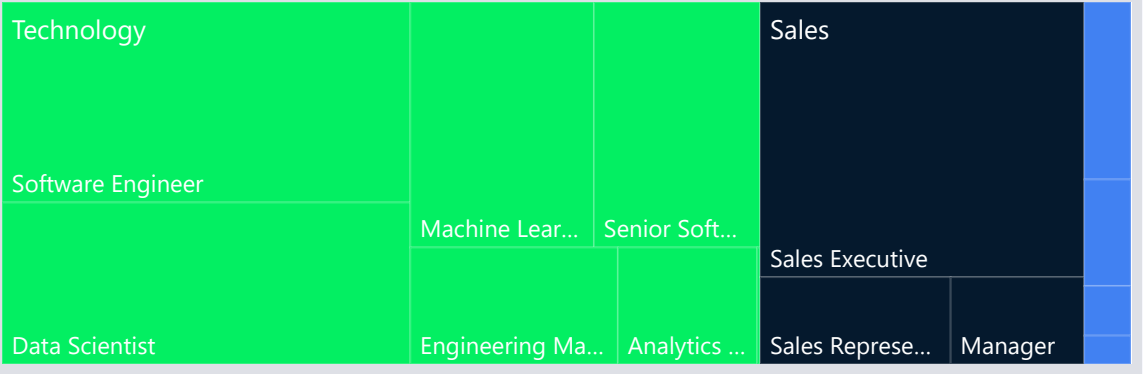 Technology
Sales
Software Engineer
Machine Lear...
Senior Soft...
Sales Executive
Data Scientist
Engineering Ma...
Analytics ...
Sales Represe...
Manager